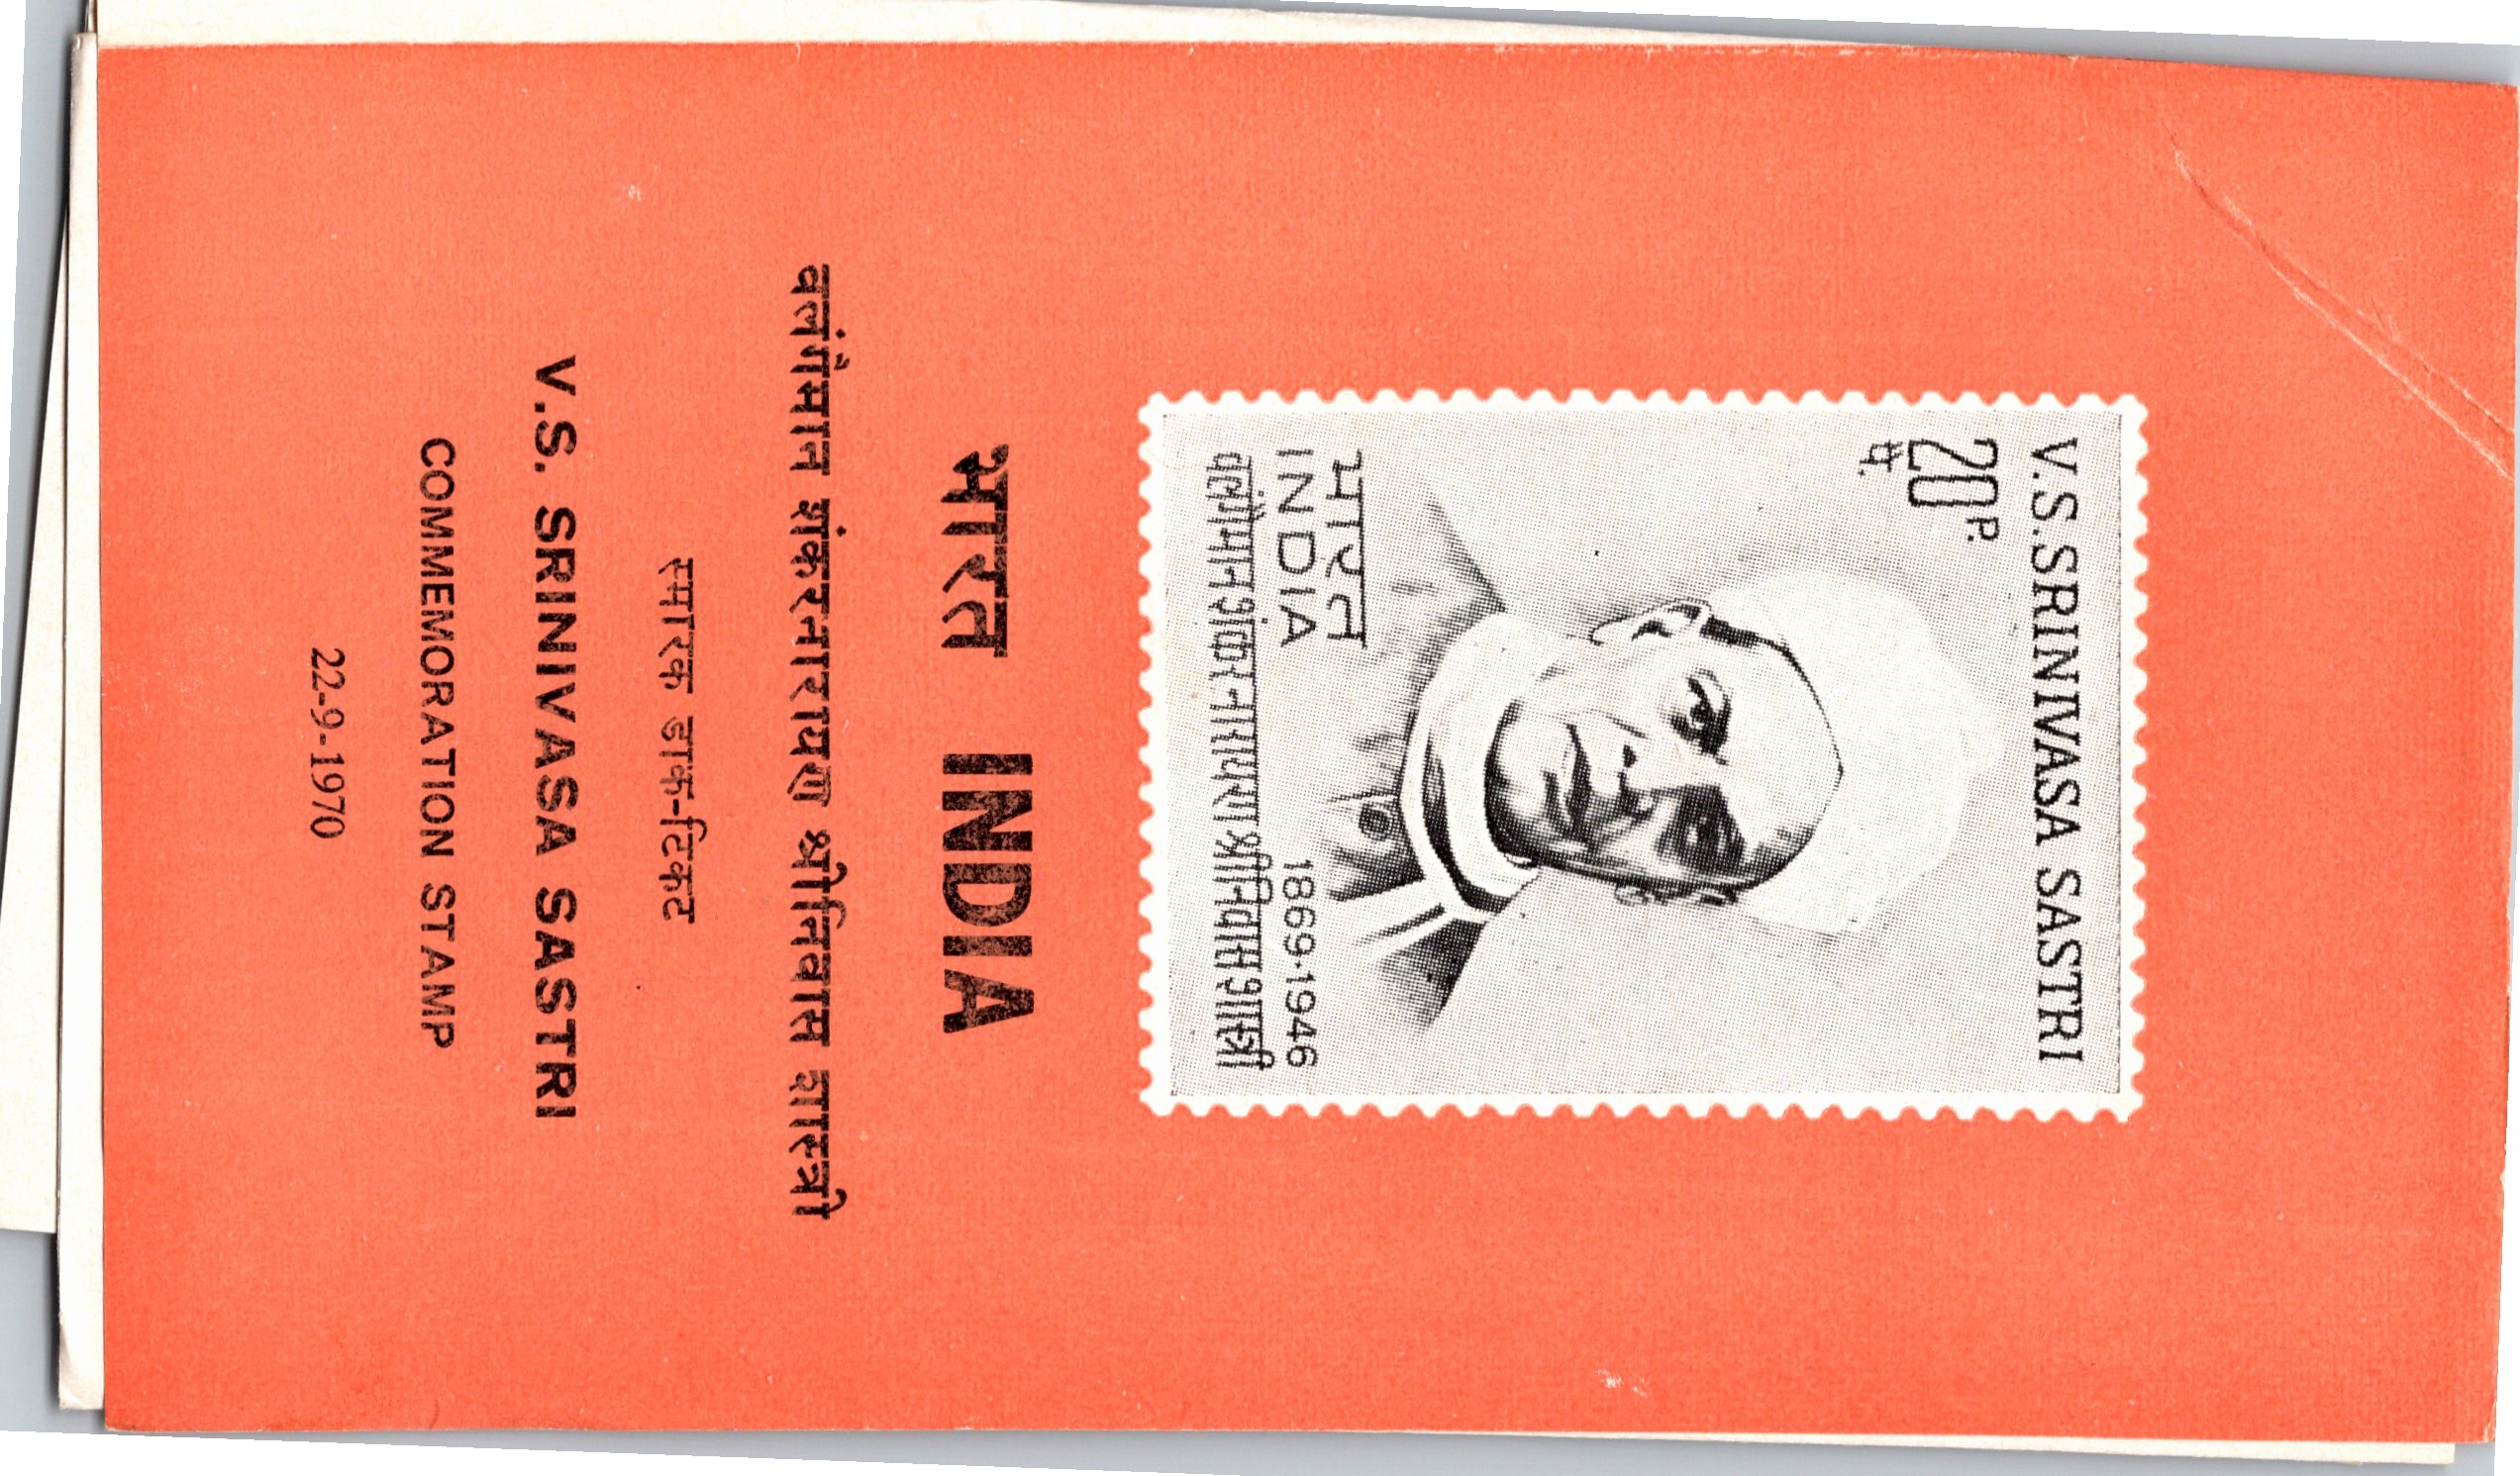 V.S.SRINIVASA SASTRI
20 P.
पै.
भारत
INDIA 1869-1946
वलंगैमान शंकरनारायण श्रीनिवास शास्त्री
भारत INDIA
वलंगैमान शंकरनारायण श्रीनिवास शास्त्री
स्मारक डाक-टिकट
V.S. SRINIVASA SASTRI
COMMEMORATION STAMP
22-9-1970